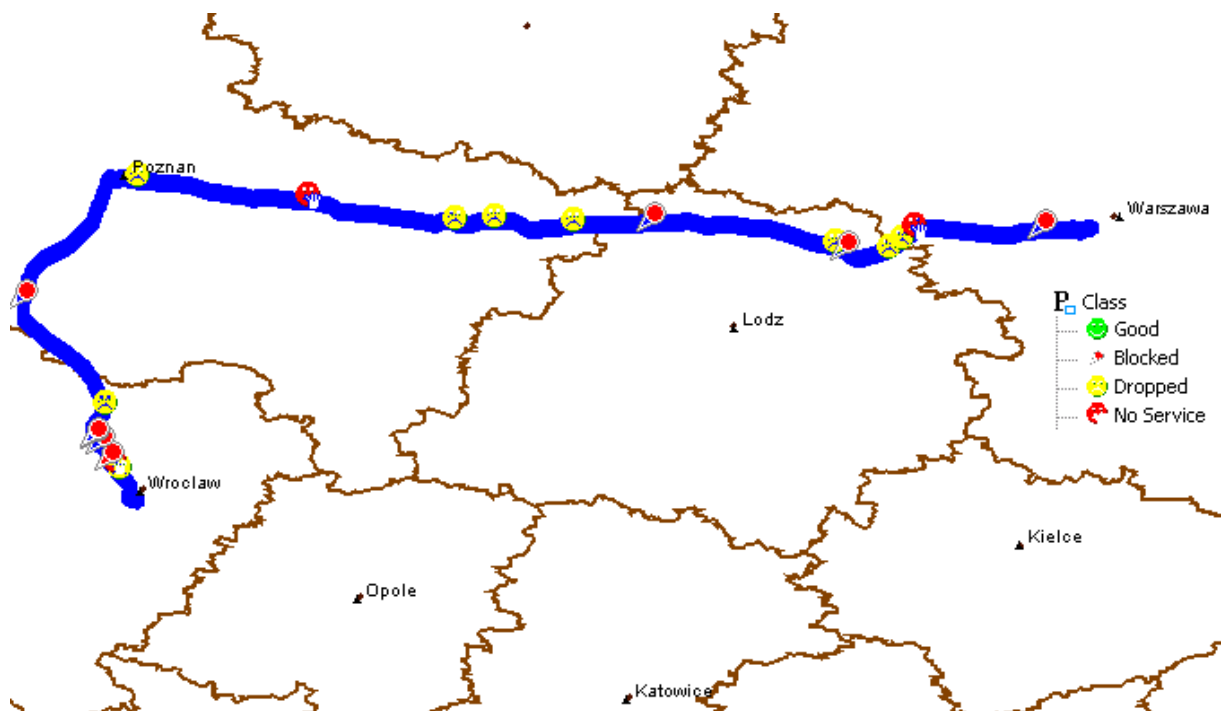 Poznan
Warszawa
P Class
Good
Blocked
Dropped
No Service
Lodz
Wroclaw
Kielce
Opole
Katowice